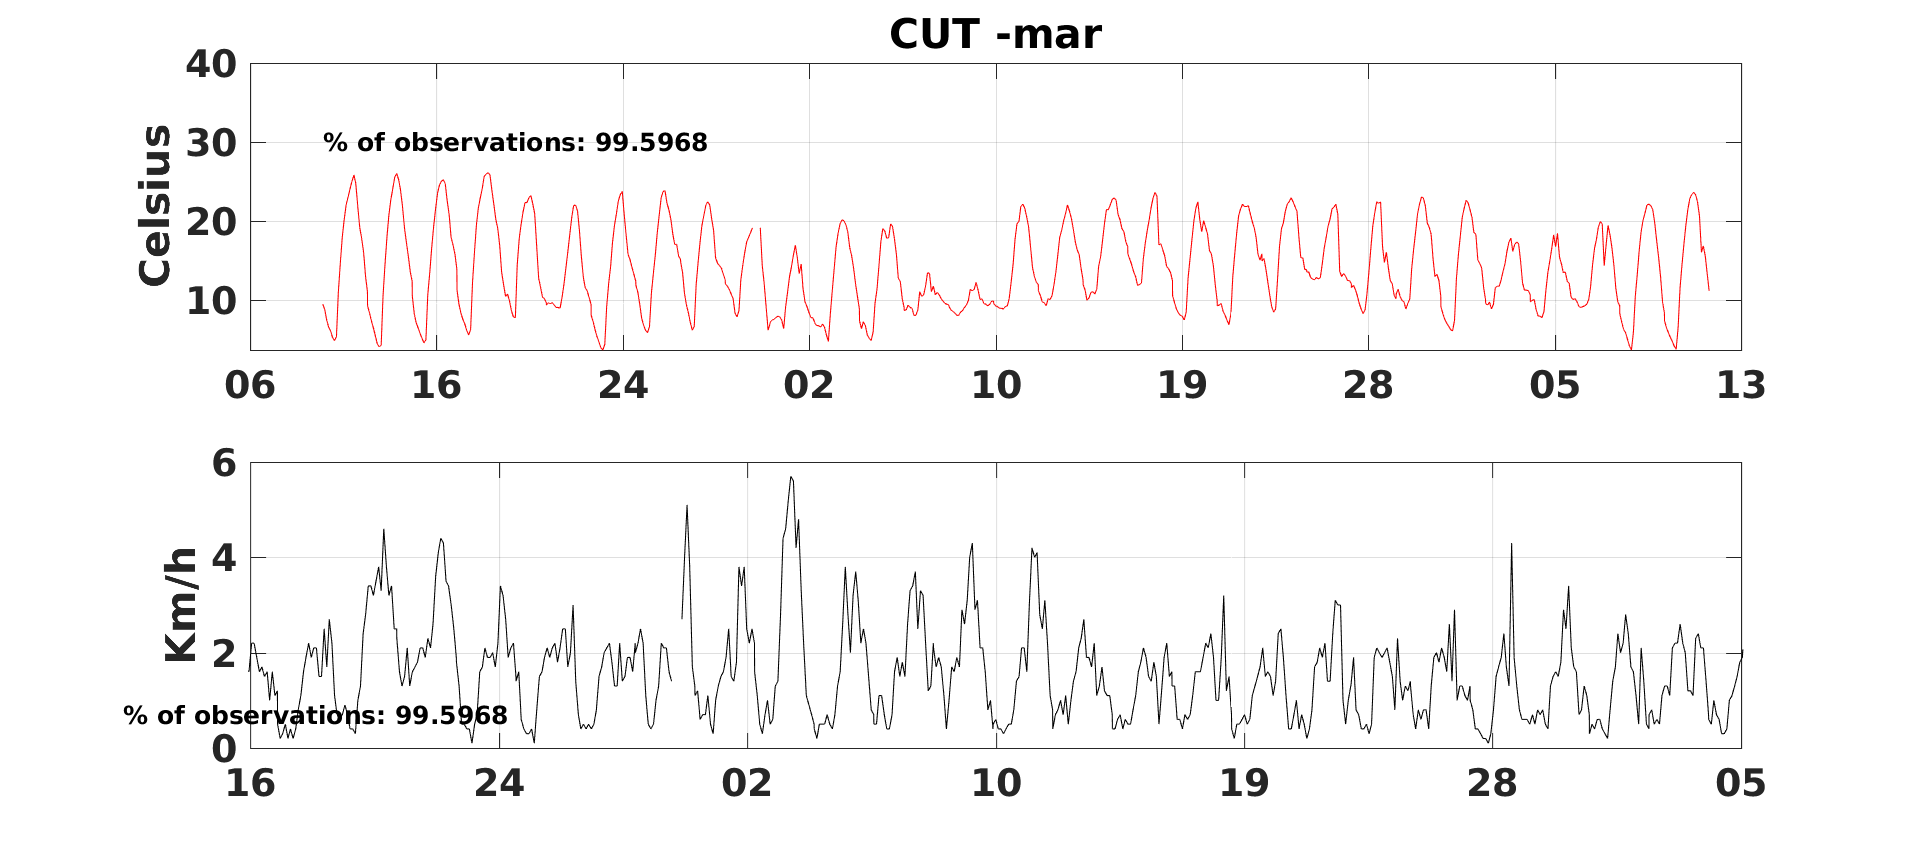 CUT -mar
40
30
20
10
Celsius
% of observations: 99.5968
06 16 24 02 10 19 28 05 13
6
4
2
0
Km/h
% of observations: 99.5968
16 24 02 10 19 28 05